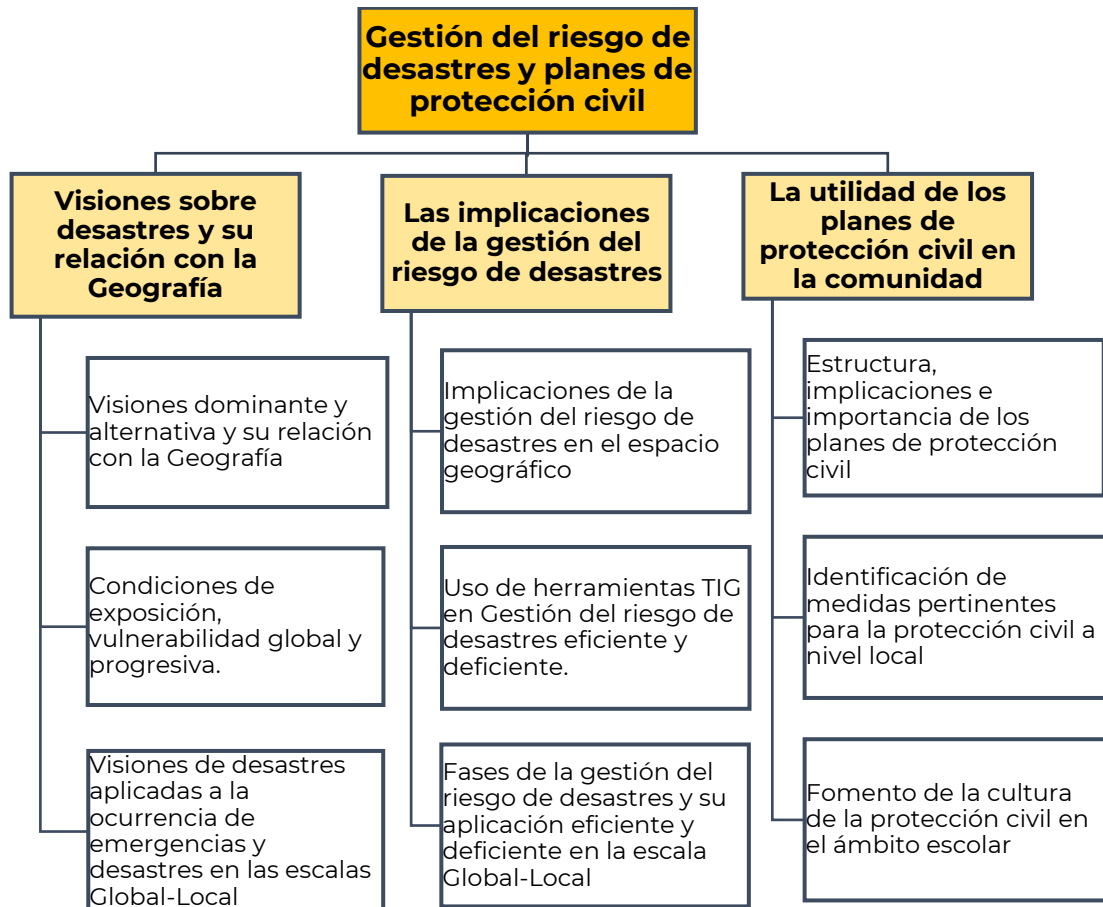 Gestión del riesgo de
desastres y planes de
protección civil
Visiones sobre
desastres y su
relación con la
Geografía
Visiones dominante y
alternativa y su relación
con la Geografía
Condiciones de
exposición,
vulnerabilidad global y
progresiva.
Visiones de desastres
aplicadas a la
ocurrencia de
emergencias y
desastres en las escalas
Global-Local
Las implicaciones
de la gestión del
riesgo de desastres
Implicaciones de la
gestión del riesgo de
desastres en el espacio
geográfico
Uso de herramientas TIG
en Gestión del riesgo de
desastres eficiente y
deficiente.
Fases de la gestión del
riesgo de desastres y su
aplicación eficiente y
deficiente en la escala
Global-Local
La utilidad de los
planes de
protección civil en
la comunidad
Estructura,
implicaciones e
importancia de los
planes de protección
civil
Identificación de
medidas pertinentes
para la protección civil a
nivel local
Fomento de la cultura
de la protección civil en
el ámbito escolar